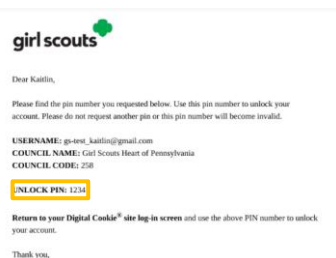 girl scouts
Dear Kaitlin,
Please find the pin number you requested below. Use this pin number to unlock your
account. Please do not request another pin or this pin number will become invalid.
USERNAME: gs-test_kaitlin@gmail.com
COUNCIL NAME: Girl Scouts Heart of Pennsylvania
COUNCIL CODE: 258
UNLOCK PIN: 1234
Return to your Digital Cookie® site log-in screen and use the above PIN number to unlock
your account.
Thank you,